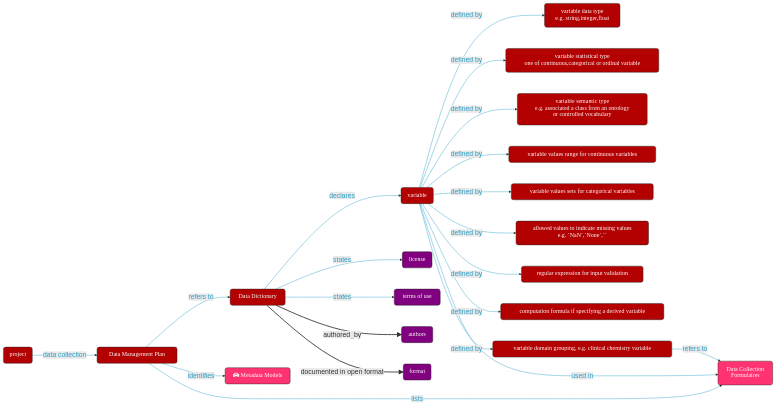 defined by
variable data type
e.g. string,integer,float
defined by
variable statistical type
one of continuous,categorical or ordinal variable
defined by
variable semantic type
e.g. associated a class from an ontology
or controlled vocabulary
defined by
variable values range for continuous variables
declares
variable
defined by
variable values sets for categorical variables
defined by
allowed values to indicate missing values
e.g. `NaN`,`None`,``
states
license
defined by
regular expression for input validation
refers to
Data Dictionary
states
terms of use
defined by
computation formula if specifying a derived variable
authored_by
authors
defined by
variable domain grouping, e.g. clinical chemistry variable
refers to
project
data collection
Data Management Plan
documented in open format
format
identifies
Metadata Models
used in
Data Collection
Formulaires
lists